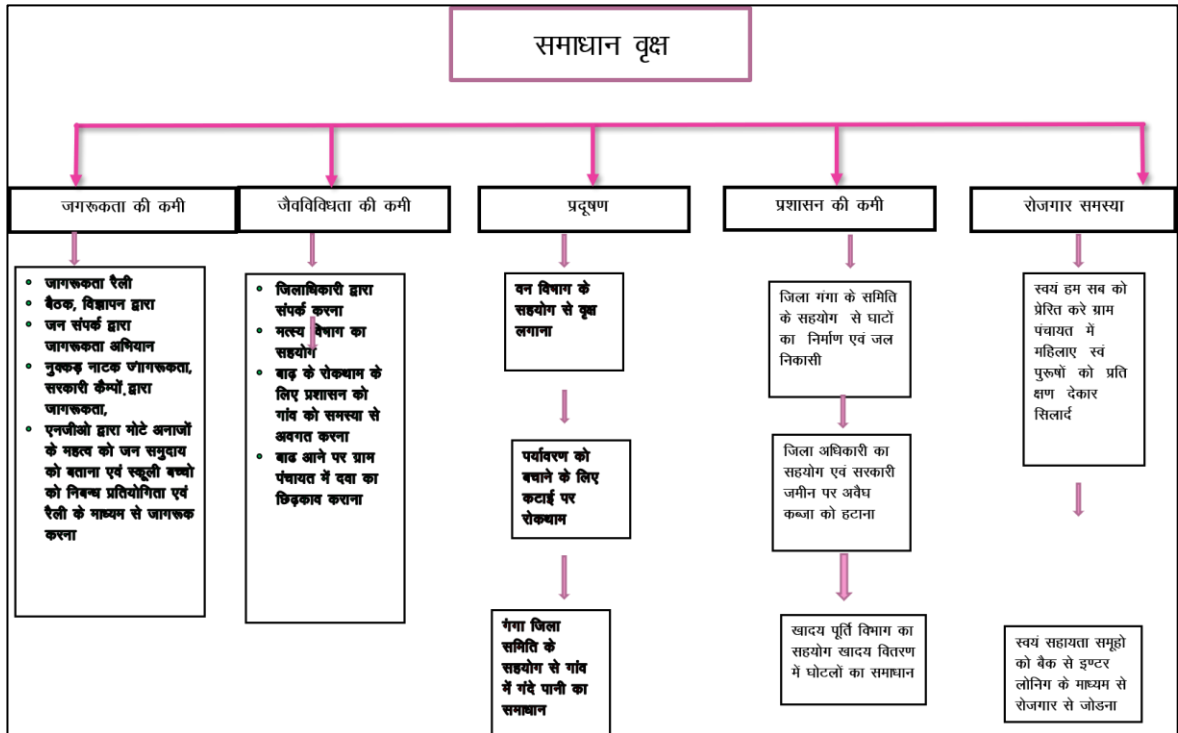 समाधान वृक्ष
जगरूकता की कमी
जागरूकता रैली
बैठक, विज्ञापन द्वारा
जन संपर्क द्वारा
जागरूकता अभियान
नुक्कड़ नाटक जागरूकता,
सरकारी कैम्पों द्वारा
जागरूकता,
एनजीओ द्वारा मोटे अनाजों
के महत्व को जन समुदाय
को बताना एवं स्कूली बच्चो
को निबन्ध प्रतियोगिता एवं
रैली के माध्यम से जागरूक
करना
जैवविविधता की कमी
जिलाधिकारी द्वारा
संपर्क करना
मत्स्य विभाग का
सहयोग
बाढ़ के रोकथाम के
लिए प्रशासन को
गांव को समस्या से
अवगत करना
बाढ आने पर ग्राम
पंचायत में दवा का
छिड़काव कराना
प्रदूषण
वन विभाग के
सहयोग से वृक्ष
लगाना
पर्यावरण को
बचाने के लिए
कटाई पर
रोकथाम
गंगा जिला
समिति के
सहयोग से गांव
में गंदे पानी का
समाधान
प्रशासन की कमी
जिला गंगा के समिति
के सहयोग से घाटों
का निर्माण एवं जल
निकासी
जिला अधिकारी का
सहयोग एवं सरकारी
जमीन पर अवैघ
कब्जा को हटाना
खादय पूर्ति विभाग का
सहयोग खादय वितरण
में घोटलों का समाधान
रोजगार समस्या
स्वयं हम सब को
प्रेरित करे ग्राम
पंचायत में
महिलाए स्वं
पुरूषों को प्रति
क्षण देकार
सिलार्द
स्वयं सहायता समूहो
को बैक से इण्टर
लोनिग के माध्यम से
रोजगार से जोडना